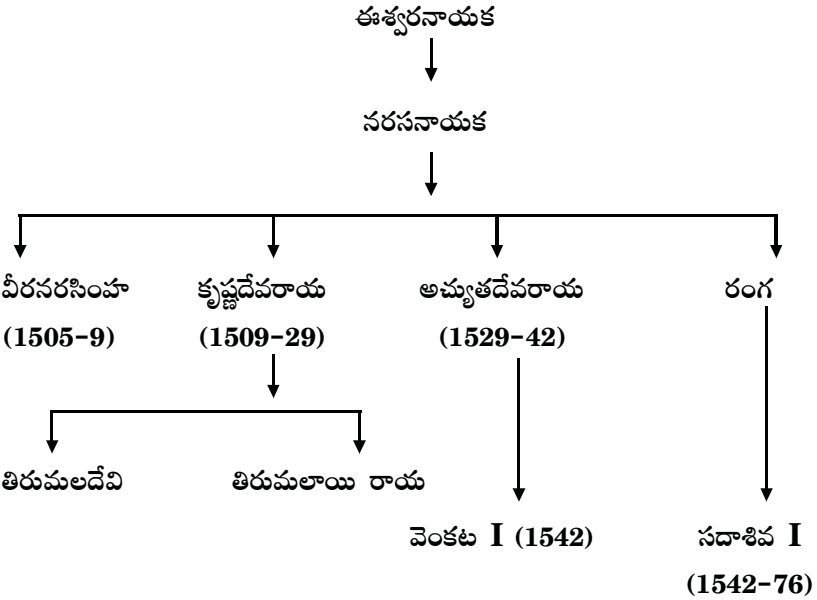 ఈశ్వరనాయక
నరసనాయక
వీరనరసింహ కృష్ణదేవరాయ అచ్యుతదేవరాయ రంగ
(1505-9) (1509-29) (1529-42)
తిరుమలదేవి తిరుమలాయి రాయ
వెంకట I (1542) సదాశివ I
(1542-76)